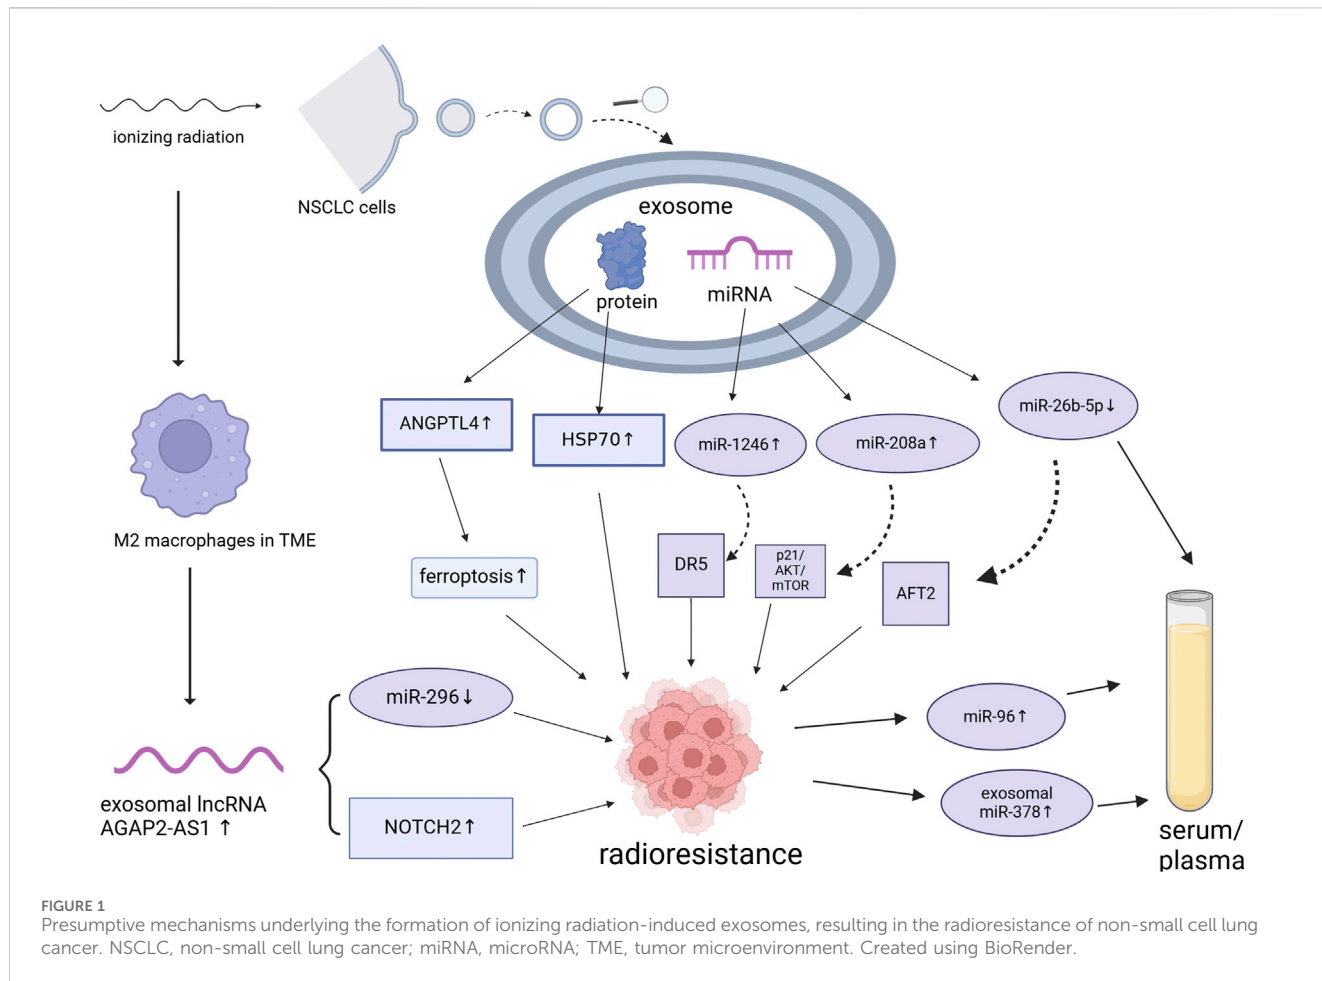 ionizing radiation
NSCLC cells
exosome
protein
miRNA
ANGPTL4↑
HSP70↑
miR-1246↑
miR-208a↑
miR-26b-5p↓
M2 macrophages in TME
ferroptosis↑
DR5
p21/
AKT/
mTOR
AFT2
miR-296↓
NOTCH2↑
exosomal lncRNA
AGAP2-AS1 ↑
radioresistance
miR-96↑
exosomal
miR-378↑
serum/
plasma
FIGURE 1
Presumptive mechanisms underlying the formation of ionizing radiation-induced exosomes, resulting in the radioresistance of non-small cell lung
cancer. NSCLC, non-small cell lung cancer; miRNA, microRNA; TME, tumor microenvironment. Created using BioRender.